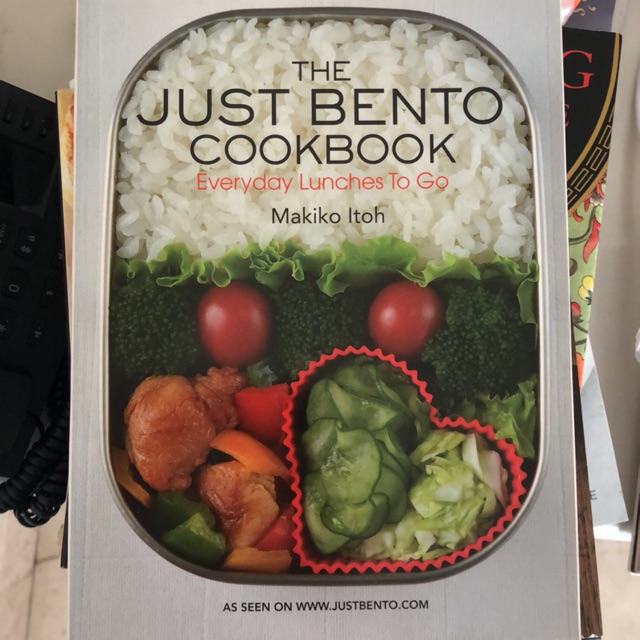 THE
JUST BENTO
COOKBOOK
Everyday Lunches To Go
Makiko Itoh
AS SEEN ON WWW.JUSTBENTO.COM
G
E
E